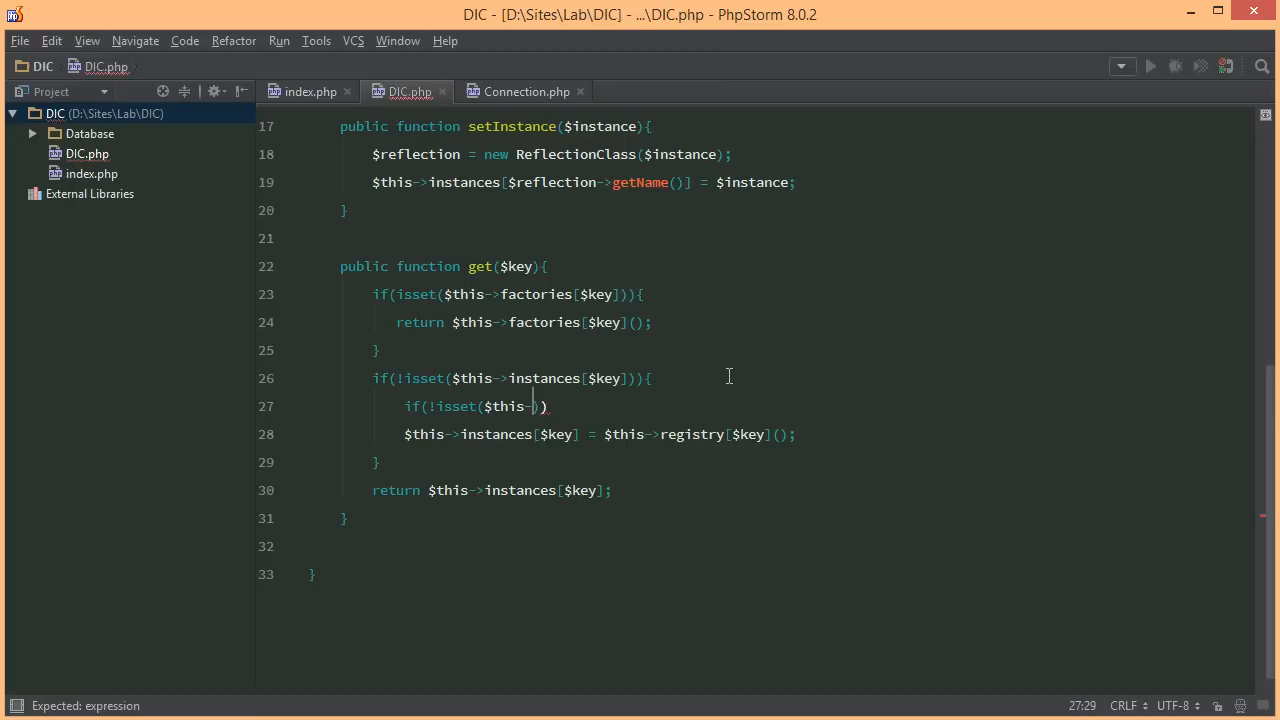 DIC - [D:\Sites\Lab\DIC] - ...\DIC.php - PhpStorm 8.0.2
File Edit View Navigate Code Refactor Run Tools VCS Window Help
DIC DIC.php
Project index.php DIC.php Connection.php
DIC (D:\Sites\Lab\DIC)
Database
DIC.php
index.php
External Libraries
17 public function setInstance($instance){
18 $reflection = new ReflectionClass($instance);
19 $this->instances[$reflection->getName()] = $instance;
20 }
21
22 public function get($key){
23 if(isset($this->factories[$key])){
24 return $this->factories[$key]();
25 }
26 if(!isset($this->instances[$key])){
27 if(!isset($this-))
28 $this->instances[$key] = $this->registry[$key]();
29 }
30 return $this->instances[$key];
31 }
32
33 }
Expected: expression 27:29 CRLF UTF-8